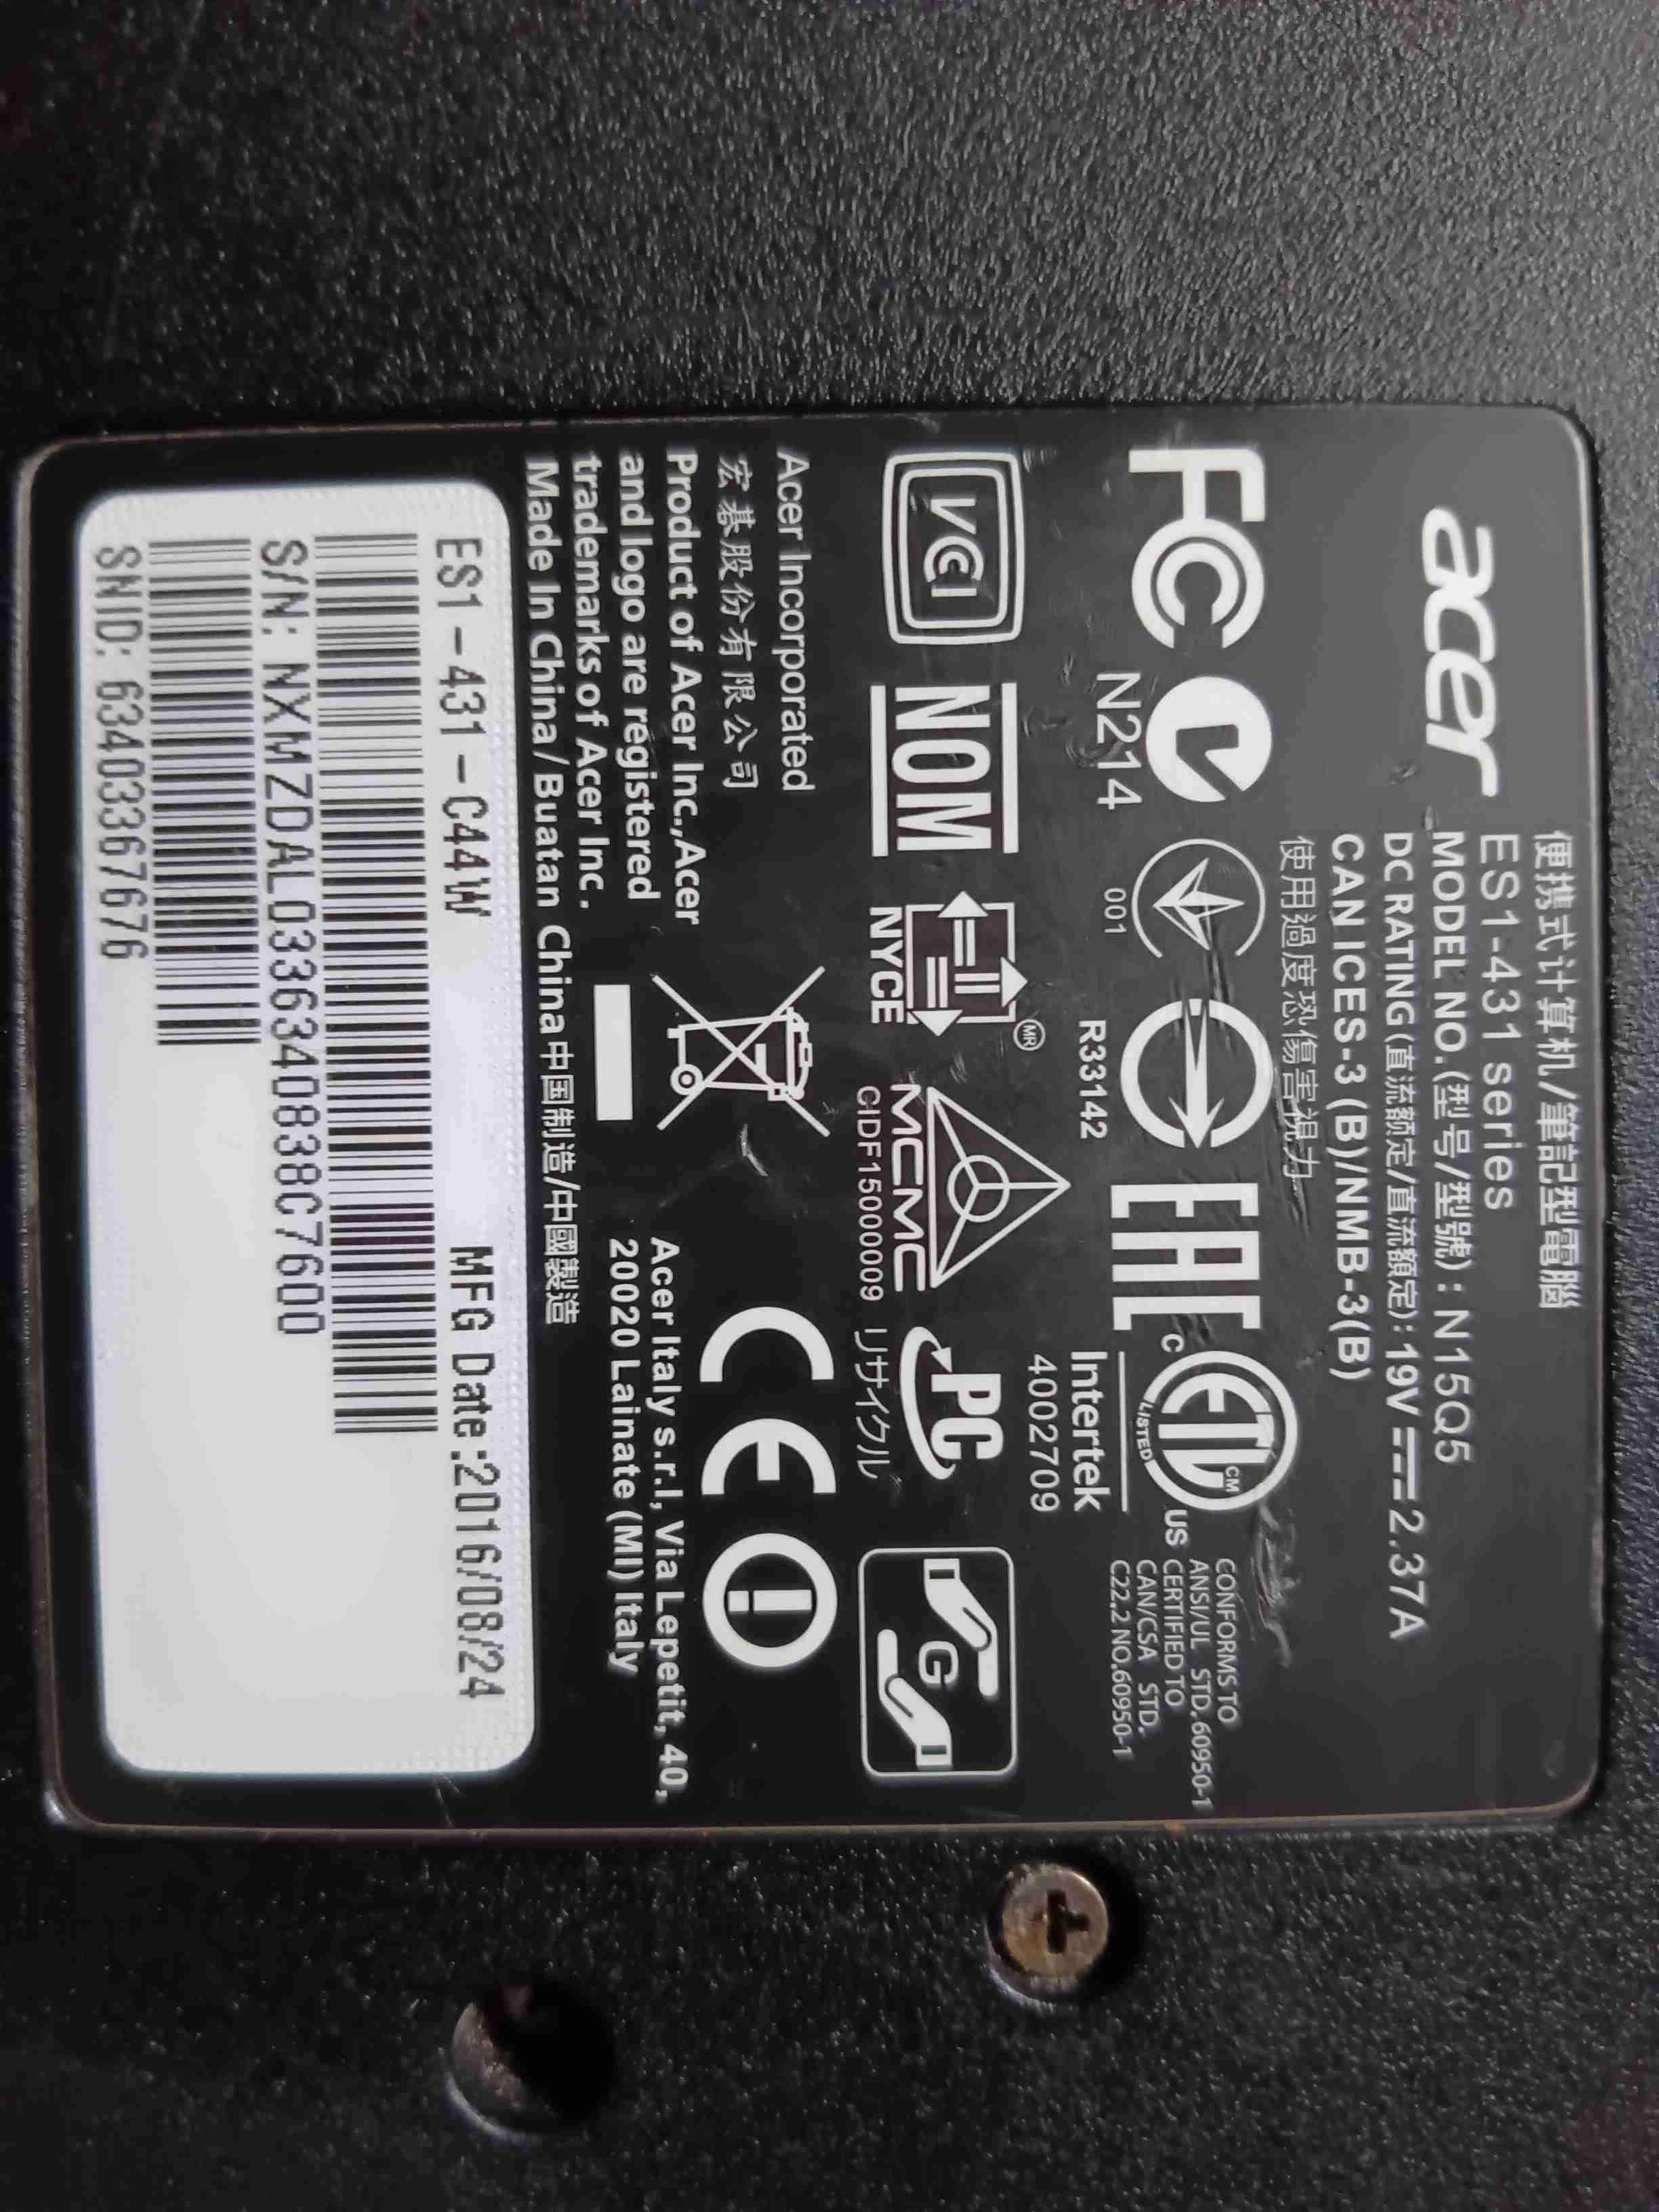 acer
便携式计算机/筆記型電腦
ES1-431 series
MODEL NO.(型号/型號): N15Q5
DC RATING(直流额定/直流額定): 19V⎓2.37A
CAN ICES-3 (B)/NMB-3(B)
使用過度恐傷害視力
FC
N214
001
R33142
EAC
C ETL CM US
LISTED
Intertek
4002709
CONFORMS TO
ANSI/UL STD. 60950-1
CERTIFIED TO
CAN/CSA STD.
C22.2 NO.60950-1
VCI
NOM
NYCE
MR
MCMC
CIDF15000009
PC
リサイクル
G
Acer Incorporated
宏碁股份有限公司
Product of Acer Inc.,Acer
and logo are registered
trademarks of Acer Inc.
Made In China/Buatan China中国制造/中國製造
CE
Acer Italy s.r.l, Via Lepetit, 40,
20020 Lainate (MI) Italy
ES1-431-C44W MFG Date:2016/08/24
S/N: NXMZDAL0336340838C7600
SNID: 63403367676